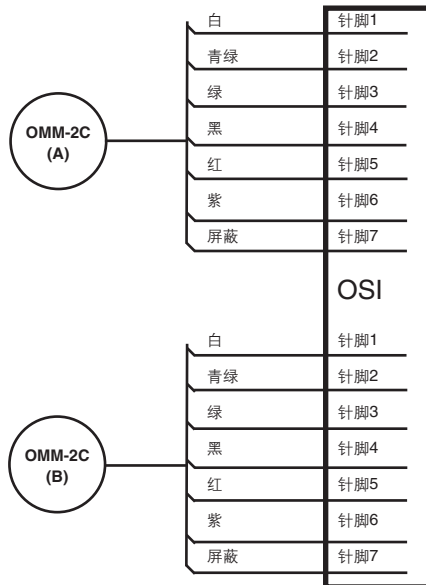 白 针脚1
青绿 针脚2
绿 针脚3
黑 针脚4
红 针脚5
紫 针脚6
屏蔽 针脚7
OMM-2C
(A)
OSI
白 针脚1
青绿 针脚2
绿 针脚3
黑 针脚4
红 针脚5
紫 针脚6
屏蔽 针脚7
OMM-2C
(B)